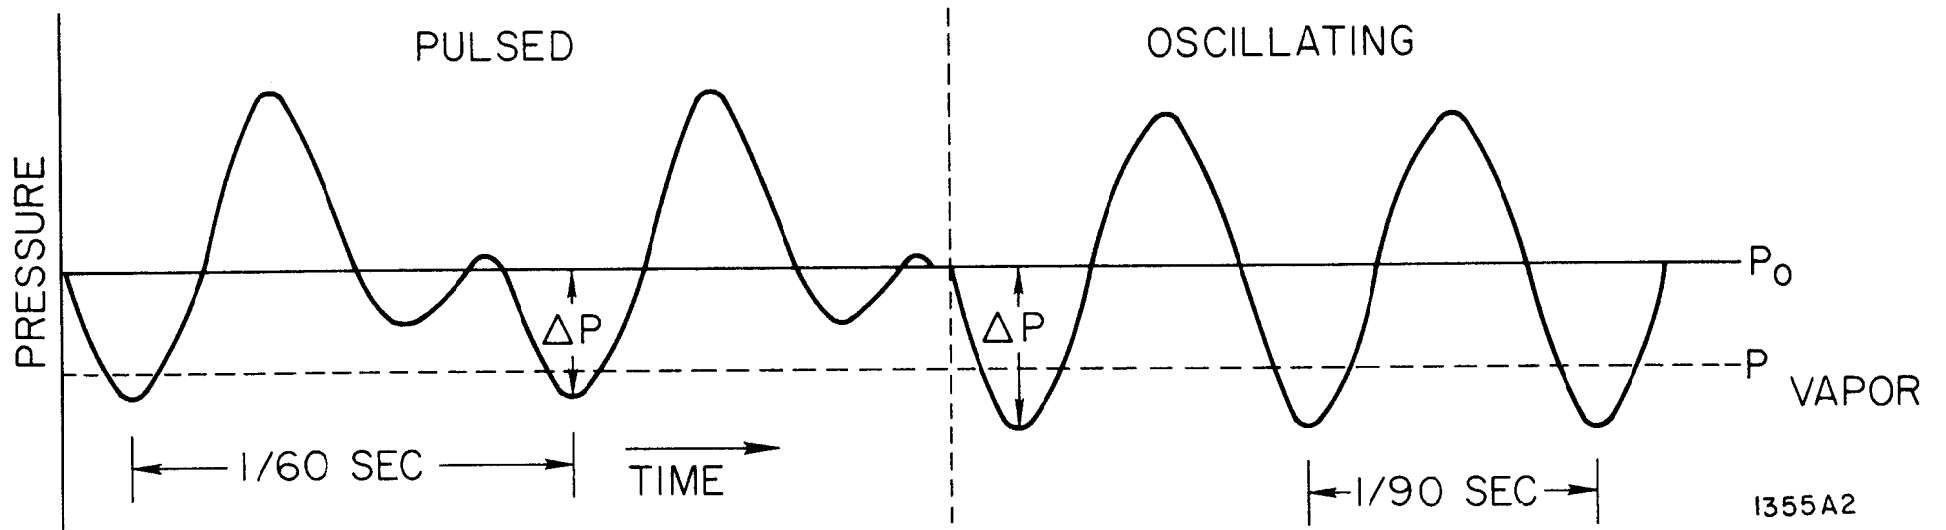 PULSED
OSCILLATING
PRESSURE
P₀
ΔP
ΔP
P VAPOR
1/60 SEC
TIME
1/90 SEC
1355A2